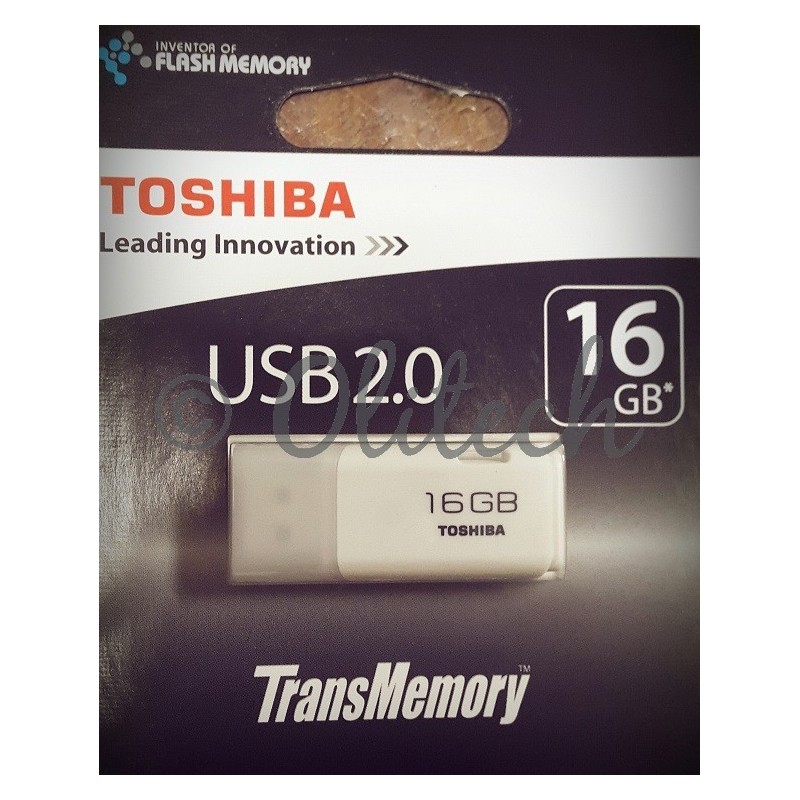 INVENTOR OF
FLASH MEMORY
TOSHIBA
Leading Innovation >>>
16
GB*
USB 2.0
© Olitech
16GB
TOSHIBA
TransMemory™